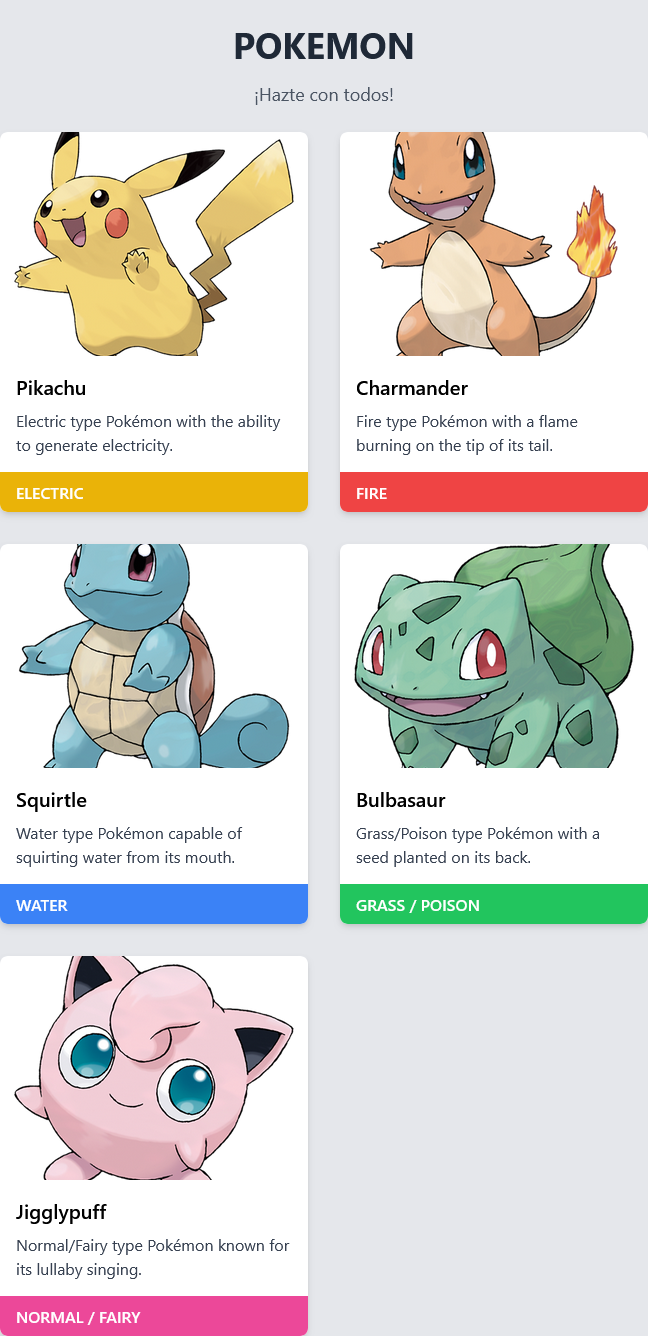 POKEMON
¡Hazte con todos!
Pikachu
Electric type Pokémon with the ability
to generate electricity.
ELECTRIC
Charmander
Fire type Pokémon with a flame
burning on the tip of its tail.
FIRE
Squirtle
Water type Pokémon capable of
squirting water from its mouth.
WATER
Bulbasaur
Grass/Poison type Pokémon with a
seed planted on its back.
GRASS / POISON
Jigglypuff
Normal/Fairy type Pokémon known for
its lullaby singing.
NORMAL / FAIRY